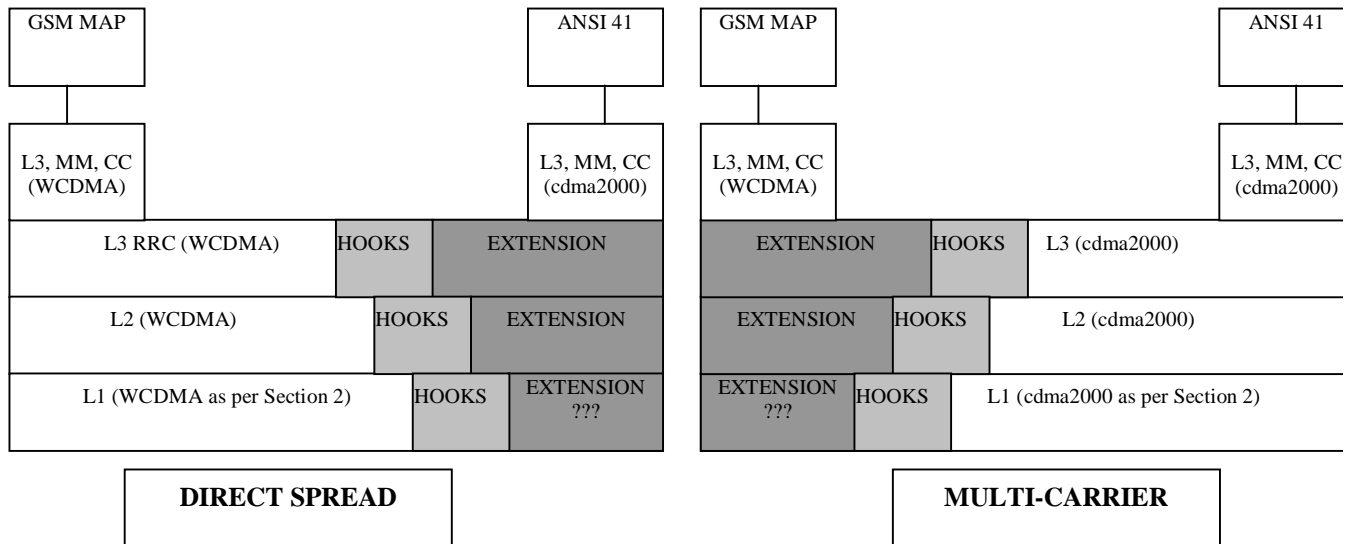 GSM MAP
ANSI 41
GSM MAP
ANSI 41
L3, MM, CC
(WCDMA)
L3, MM, CC
(cdma2000)
L3, MM, CC
(WCDMA)
L3, MM, CC
(cdma2000)
L3 RRC (WCDMA)
HOOKS
EXTENSION
EXTENSION
HOOKS
L3 (cdma2000)
L2 (WCDMA)
HOOKS
EXTENSION
EXTENSION
HOOKS
L2 (cdma2000)
L1 (WCDMA as per Section 2)
HOOKS
EXTENSION
???
EXTENSION
???
HOOKS
L1 (cdma2000 as per Section 2)
DIRECT SPREAD
MULTI-CARRIER